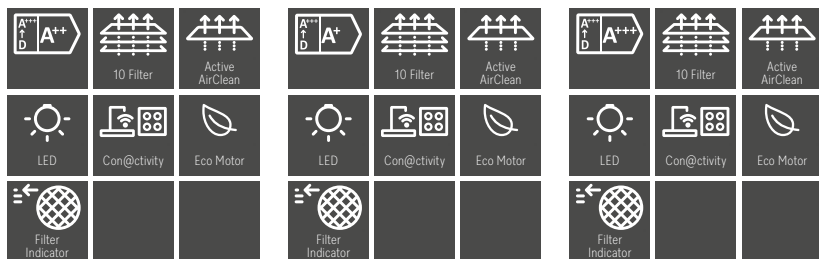 A+++ D A++
10 Filter
Active
AirClean
LED
Con@ctivity
Eco Motor
Filter
Indicator
A+++ D A+
10 Filter
Active
AirClean
LED
Con@ctivity
Eco Motor
Filter
Indicator
A+++ D A+++
10 Filter
Active
AirClean
LED
Con@ctivity
Eco Motor
Filter
Indicator